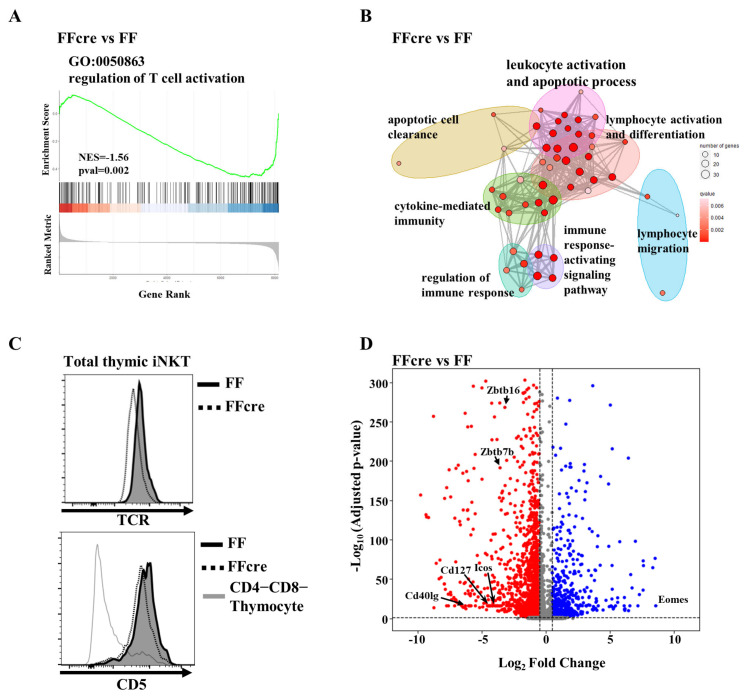 A
FFcre vs FF
GO:0050863
regulation of T cell activation
Enrichment Score
NES=-1.56
pval=0.002
Ranked Metric
Gene Rank
B
FFcre vs FF
leukocyte activation
and apoptotic process
apoptotic cell
clearance
lymphocyte activation
and differentiation
number of genes
10
20
30
qvalue
0.006
0.004
0.002
cytokine-mediated
immunity
immune
response-
activating
signaling
pathway
lymphocyte
migration
regulation of
immune response
C
Total thymic iNKT
FF
FFcre
TCR
FF
FFcre
CD4−CD8−
Thymocyte
CD5
D
FFcre vs FF
-Log10 (Adjusted p-value)
300
250
200
150
100
50
0
Zbtb16
Zbtb7b
Cd127
Icos
Cd40lg
Eomes
-10
-5
0
5
10
Log2 Fold Change